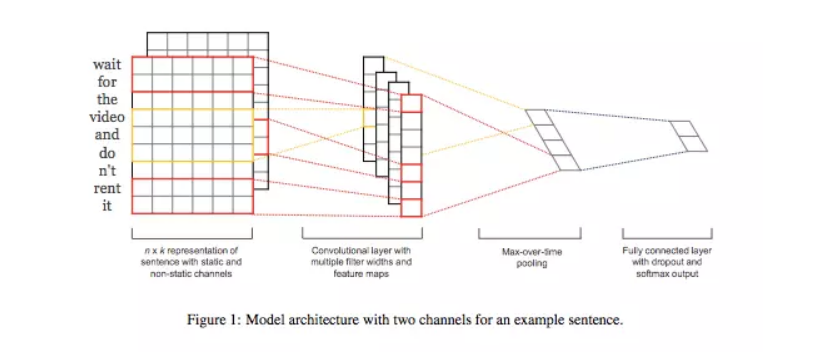 wait
for
the
video
and
do
n't
rent
it
n x k representation of
sentence with static and
non-static channels
Convolutional layer with
multiple filter widths and
feature maps
Max-over-time
pooling
Fully connected layer
with dropout and
softmax output
Figure 1: Model architecture with two channels for an example sentence.